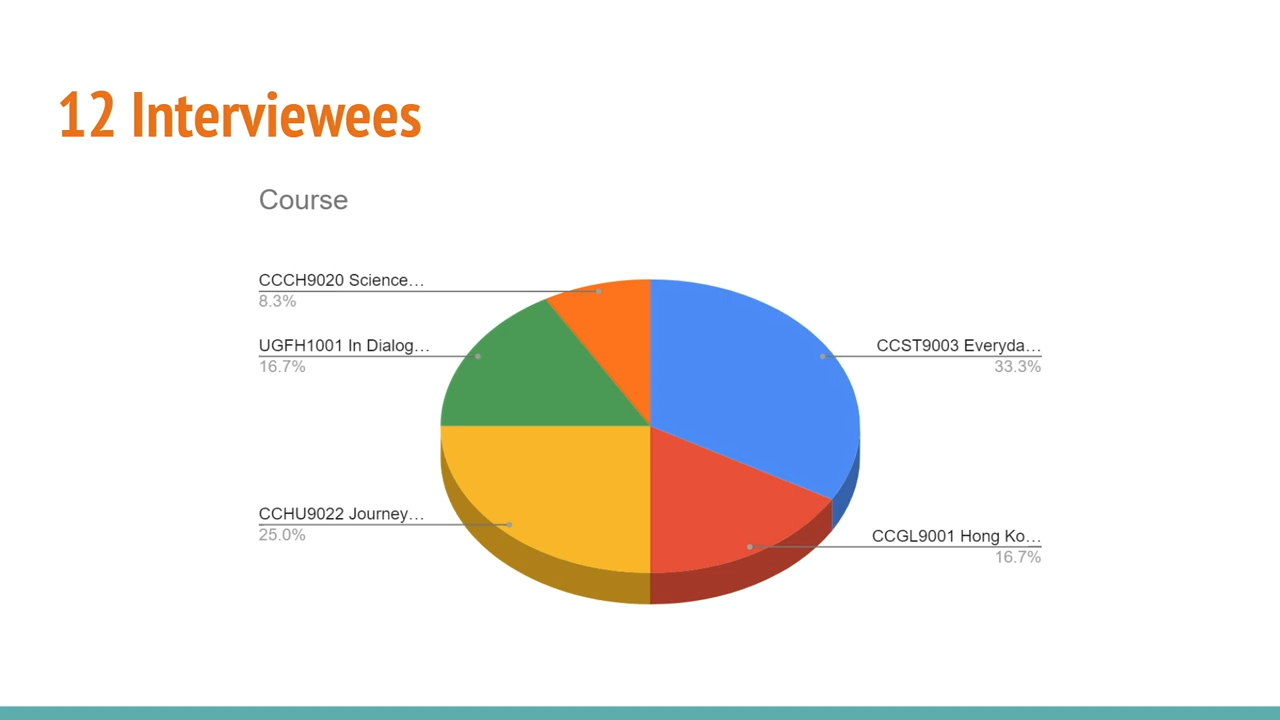 12 Interviewees
Course
CCCH9020 Science…
8.3%
UGFH1001 In Dialog…
16.7%
CCHU9022 Journey…
25.0%
CCST9003 Everyda…
33.3%
CCGL9001 Hong Ko…
16.7%